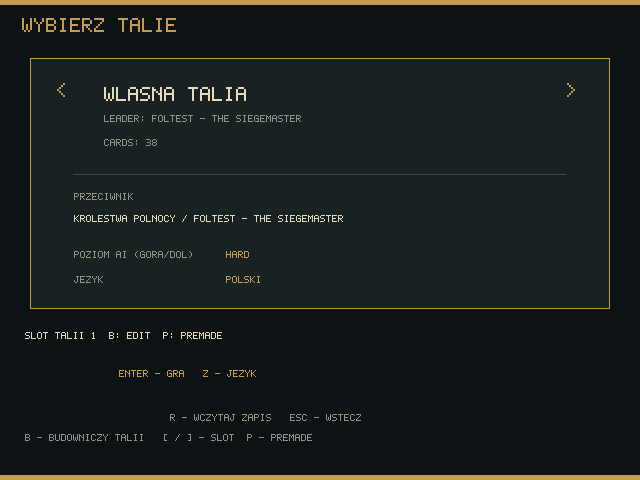 WYBIERZ TALIE
< WLASNA TALIA >
LEADER: FOLTEST - THE SIEGEMASTER
CARDS: 38
PRZECIWNIK
KROLESTWA POLNOCY / FOLTEST - THE SIEGEMASTER
POZIOM AI (GORA/DOL) HARD
JEZYK POLSKI
SLOT TALII 1 B: EDIT P: PREMADE
ENTER - GRA Z - JEZYK
R - WCZYTAJ ZAPIS ESC - WSTECZ
B - BUDOWNICZY TALII [ / ] - SLOT P - PREMADE